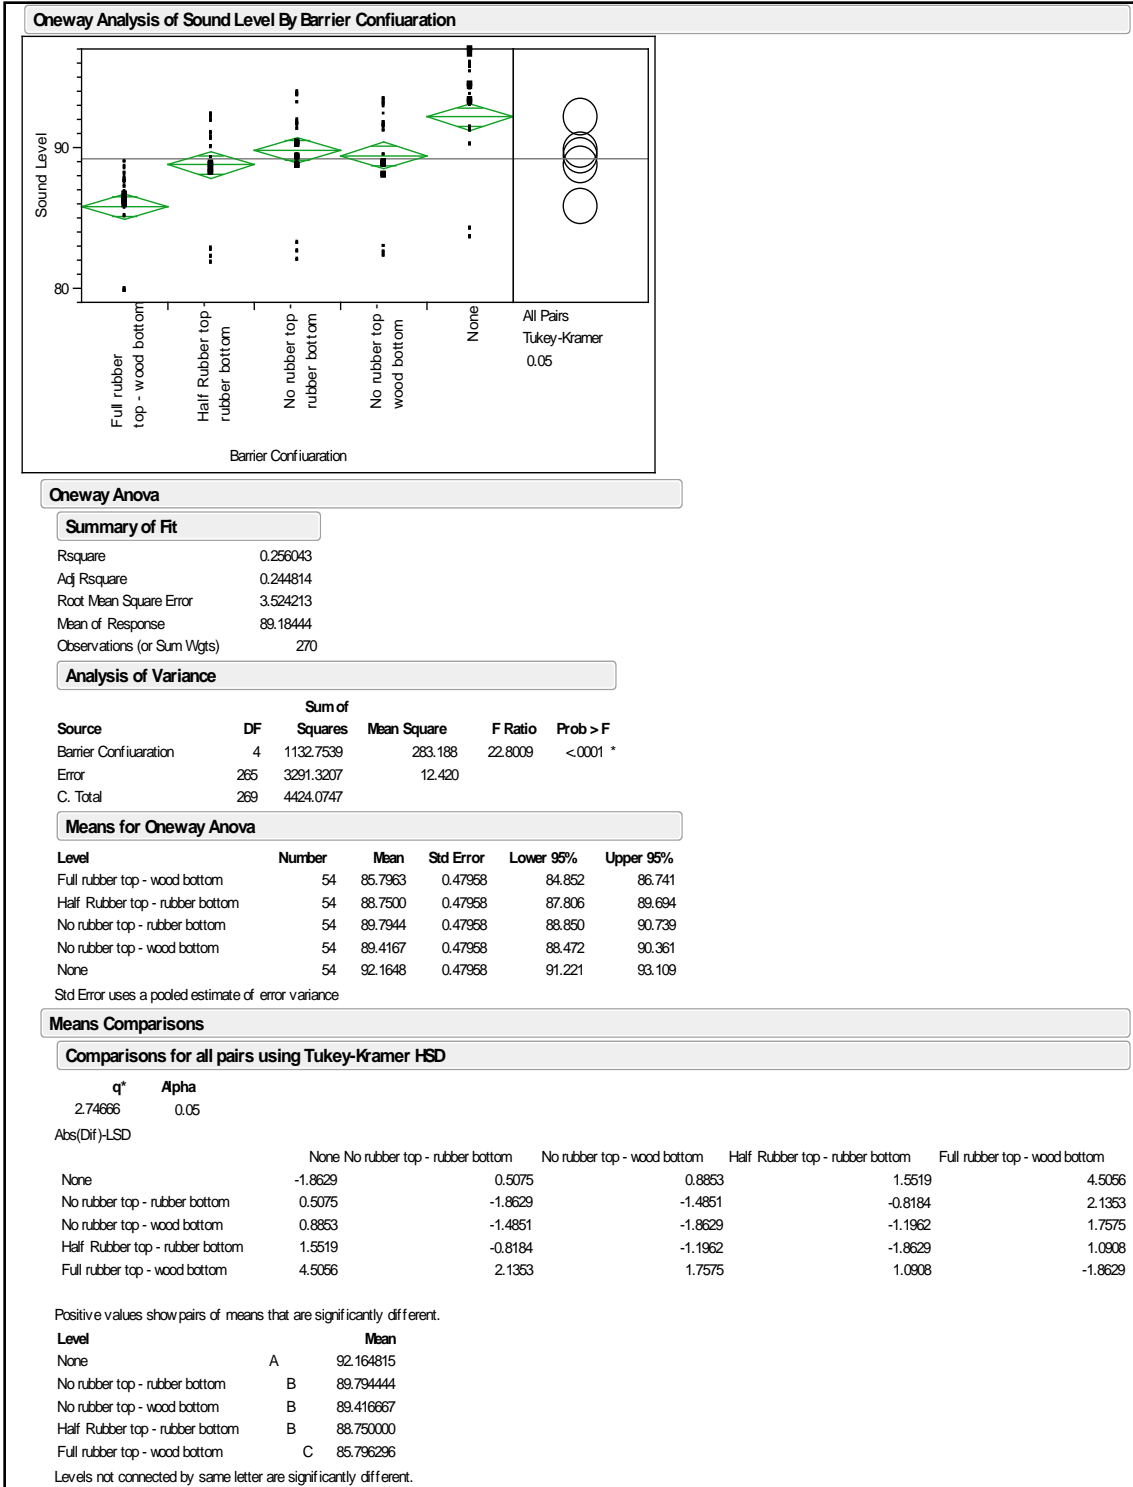 Oneway Analysis of Sound Level By Barrier Confiuaration
90
80
Sound Level
Full rubber
top - wood bottom
Half Rubber top -
rubber bottom
No rubber top -
rubber bottom
No rubber top -
wood bottom
None
All Pairs
Tukey-Kramer
0.05
Barrier Confiuaration
Oneway Anova
Summary of Fit
Rsquare 0.256043
Adj Rsquare 0.244814
Root Mean Square Error 3.524213
Mean of Response 89.18444
Observations (or Sum Wgts) 270
Analysis of Variance
Sum of
Source DF Squares Mean Square F Ratio Prob > F
Barrier Confiuaration 4 1132.7539 283.188 22.8009 <.0001 *
Error 265 3291.3207 12.420
C. Total 269 4424.0747
Means for Oneway Anova
Level Number Mean Std Error Lower 95% Upper 95%
Full rubber top - wood bottom 54 85.7963 0.47958 84.852 86.741
Half Rubber top - rubber bottom 54 88.7500 0.47958 87.806 89.694
No rubber top - rubber bottom 54 89.7944 0.47958 88.850 90.739
No rubber top - wood bottom 54 89.4167 0.47958 88.472 90.361
None 54 92.1648 0.47958 91.221 93.109
Std Error uses a pooled estimate of error variance
Means Comparisons
Comparisons for all pairs using Tukey-Kramer HSD
q* Alpha
2.74666 0.05
Abs(Dif)-LSD
None No rubber top - rubber bottom No rubber top - wood bottom Half Rubber top - rubber bottom Full rubber top - wood bottom
None -1.8629 0.5075 0.8853 1.5519 4.5056
No rubber top - rubber bottom 0.5075 -1.8629 -1.4851 -0.8184 2.1353
No rubber top - wood bottom 0.8853 -1.4851 -1.8629 -1.1962 1.7575
Half Rubber top - rubber bottom 1.5519 -0.8184 -1.1962 -1.8629 1.0908
Full rubber top - wood bottom 4.5056 2.1353 1.7575 1.0908 -1.8629
Positive values show pairs of means that are significantly different.
Level Mean
None A 92.164815
No rubber top - rubber bottom B 89.794444
No rubber top - wood bottom B 89.416667
Half Rubber top - rubber bottom B 88.750000
Full rubber top - wood bottom C 85.796296
Levels not connected by same letter are significantly different.